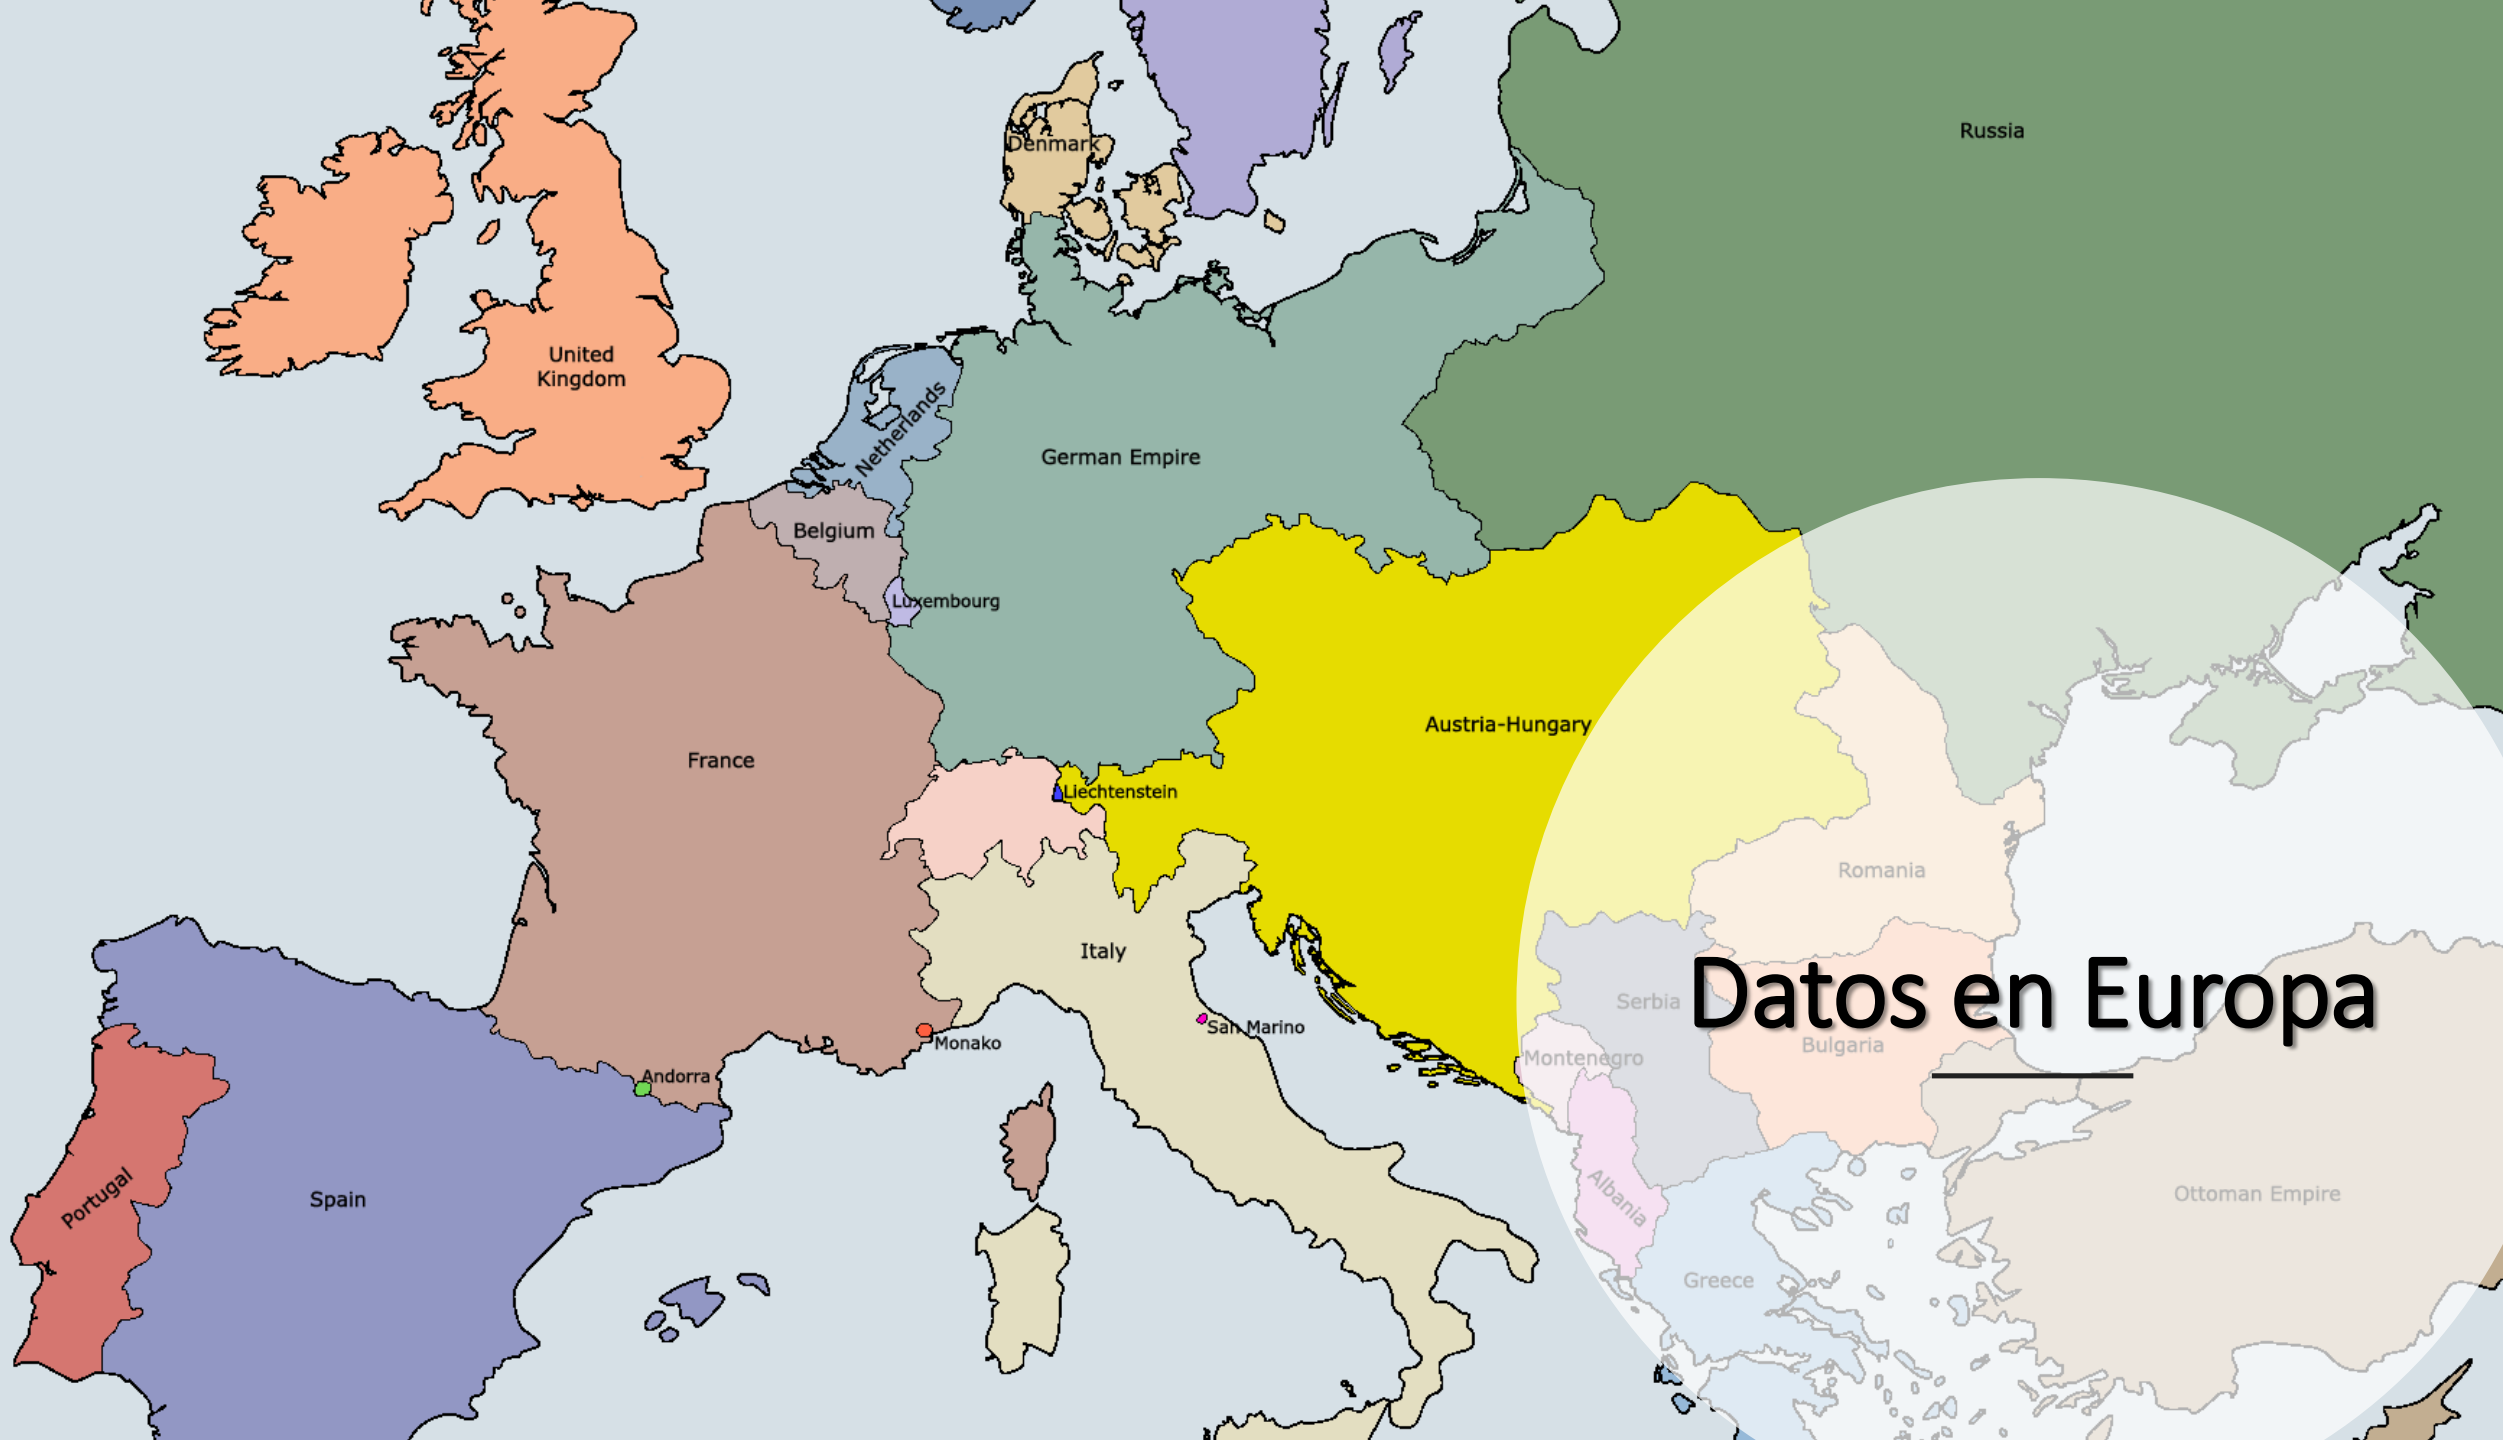 Denmark
Russia
United
Kingdom
Netherlands
German Empire
Belgium
Luxembourg
Austria-Hungary
France
Liechtenstein
Romania
Italy
Datos en Europa
Serbia
San Marino
Monako
Bulgaria
Montenegro
Andorra
Portugal
Spain
Albania
Ottoman Empire
Greece